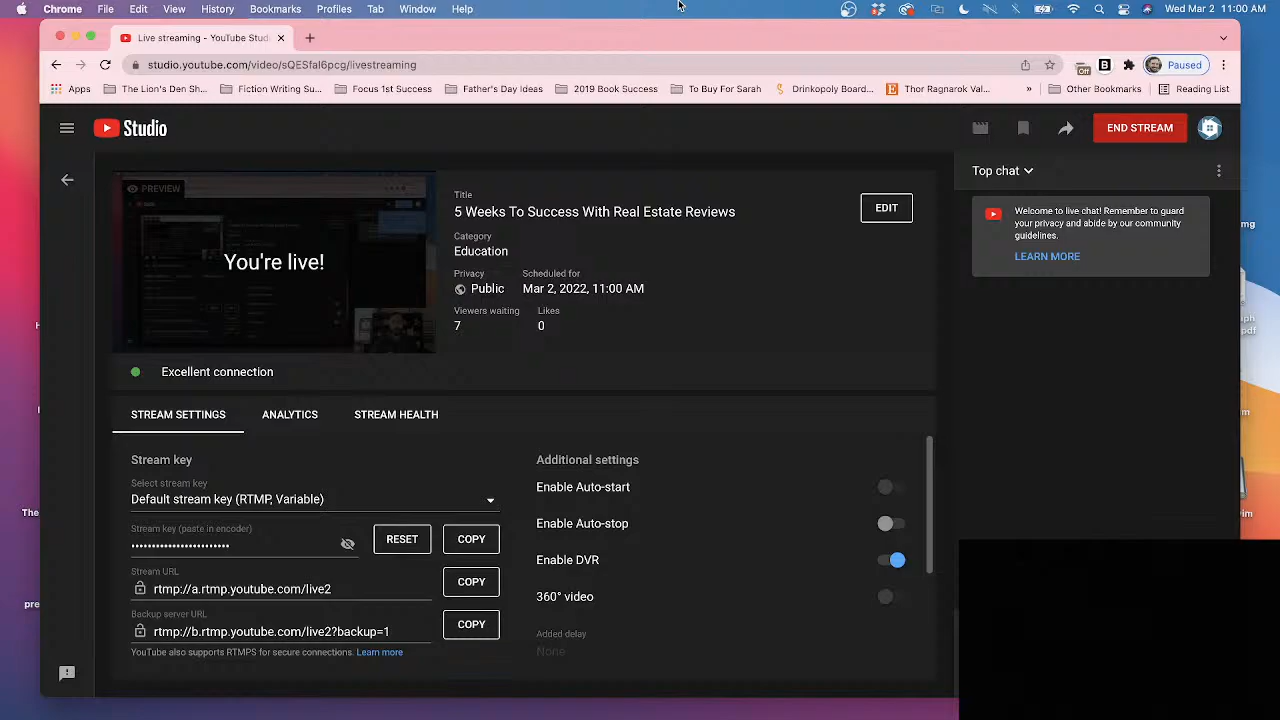 Chrome File Edit View History Bookmarks Profiles Tab Window Help Wed Mar 2 11:00 AM
Live streaming - YouTube Stud
studio.youtube.com/video/sQESfaI6pcg/livestreaming Off B Paused
Apps The Lion's Den:... Fiction Writing Su... Focus 1st Success Father's Day Ideas 2019 Book Success To Buy For Sarah Drinkopoly Board... E Thor Ragnarok Val... » Other Bookmarks Reading List
Studio END STREAM
PREVIEW
You're live!
Title
5 Weeks To Success With Real Estate Reviews
EDIT
Category
Education
Privacy Scheduled for
Public Mar 2, 2022, 11:00 AM
Viewers waiting Likes
7 0
Excellent connection
Top chat
Welcome to live chat! Remember to guard
your privacy and abide by our community
guidelines.
LEARN MORE
STREAM SETTINGS ANALYTICS STREAM HEALTH
Stream key
Select stream key
Default stream key (RTMP, Variable)
Stream key (paste in encoder)
••••••••••••••••••••••••
RESET COPY
Stream URL
rtmp://a.rtmp.youtube.com/live2
COPY
Backup server URL
rtmp://b.rtmp.youtube.com/live2?backup=1
COPY
YouTube also supports RTMPS for secure connections. Learn more
Additional settings
Enable Auto-start
Enable Auto-stop
Enable DVR
360° video
Added delay
None
H
The
pre
ng
ph
pdf
m
vim